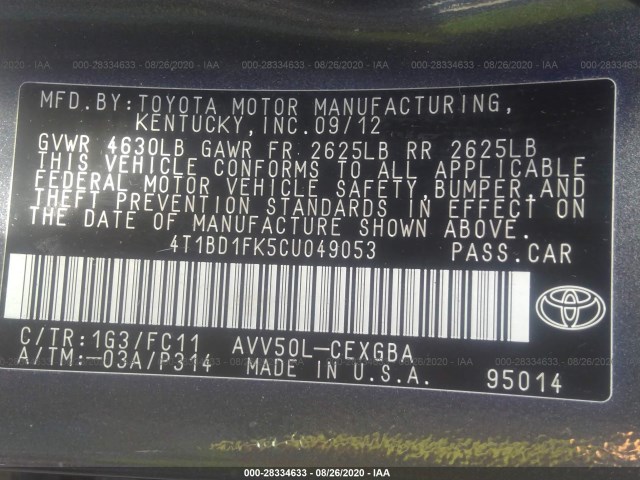 000-28334633 - 08/26/2020 - IAA
MFD.BY:TOYOTA MOTOR MANUFACTURING,
KENTUCKY,INC.09/12
GVWR 4630LB GAWR FR 2625LB RR 2625LB
THIS VEHICLE CONFORMS TO ALL APPLICABLE
FEDERAL MOTOR VEHICLE SAFETY,BUMPER,AND
THEFT PREVENTION STANDARDS IN EFFECT ON
THE DATE OF MANUFACTURE SHOWN ABOVE.
4T1BD1FK5CU049053 PASS.CAR
C/TR:1G3/FC11 AVV50L-CEXGBA
A/TM:-03A/P314 MADE IN U.S.A. 95014
000-28334633 - 08/26/2020 - IAA